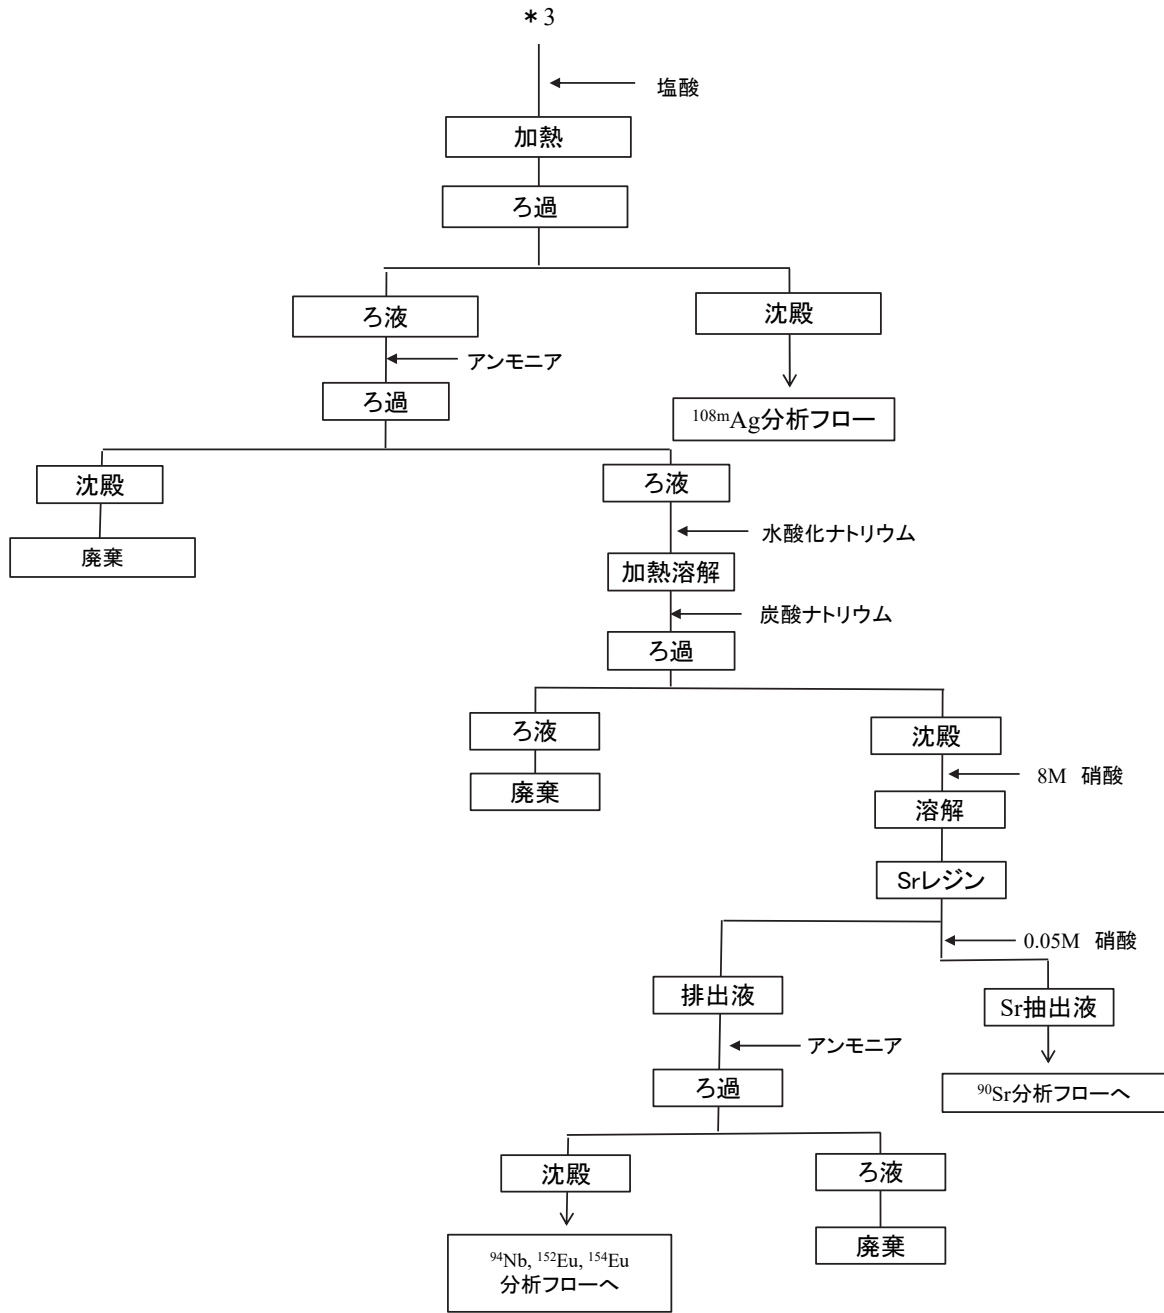 ＊3
塩酸
加熱
ろ過
ろ液
沈殿
アンモニア
ろ過
108mAg分析フロー
沈殿
ろ液
廃棄
水酸化ナトリウム
加熱溶解
炭酸ナトリウム
ろ過
ろ液
沈殿
廃棄
8M 硝酸
溶解
Srレジン
0.05M 硝酸
排出液
Sr抽出液
アンモニア
ろ過
90Sr分析フローへ
沈殿
ろ液
廃棄
94Nb, 152Eu, 154Eu
分析フローへ